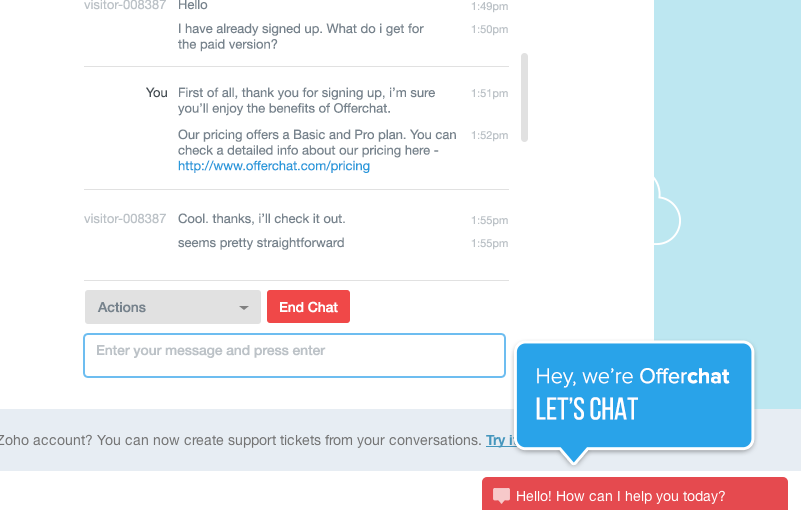 visitor-008387 Hello 1:49pm
I have already signed up. What do i get for 1:50pm
the paid version?
You First of all, thank you for signing up, i'm sure 1:51pm
you'll enjoy the benefits of Offerchat.
Our pricing offers a Basic and Pro plan. You can 1:52pm
check a detailed info about our pricing here -
http://www.offerchat.com/pricing
visitor-008387 Cool. thanks, i'll check it out. 1:55pm
seems pretty straightforward 1:55pm
Actions End Chat
Enter your message and press enter
Hey, we're Offerchat
LET'S CHAT
Zoho account? You can now create support tickets from your conversations. Try
Hello! How can I help you today?